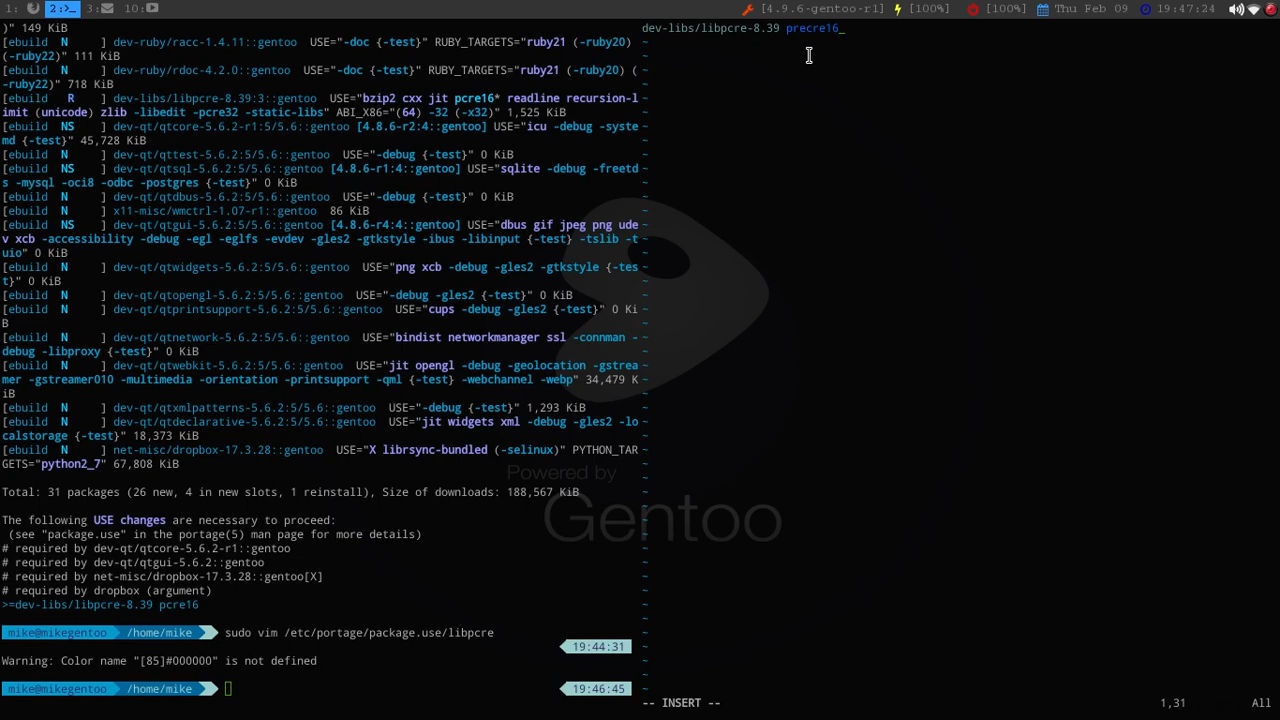 1: 2:>_ 3: 10: [4.9.6-gentoo-r1] [100%] [100%] Thu Feb 09 19:47:24
)" 149 KiB
[ebuild  N     ] dev-ruby/racc-1.4.11::gentoo  USE="-doc {-test}" RUBY_TARGETS="ruby21 (-ruby20)
(-ruby22)" 111 KiB
[ebuild  N     ] dev-ruby/rdoc-4.2.0::gentoo  USE="-doc {-test}" RUBY_TARGETS="ruby21 (-ruby20) (
-ruby22)" 718 KiB
[ebuild   R    ] dev-libs/libpcre-8.39:3::gentoo  USE="bzip2 cxx jit pcre16* readline recursion-l
imit (unicode) zlib -libedit -pcre32 -static-libs" ABI_X86="(64) -32 (-x32)" 1,525 KiB
[ebuild  NS    ] dev-qt/qtcore-5.6.2-r1:5/5.6::gentoo [4.8.6-r2:4::gentoo] USE="icu -debug -syste
md {-test}" 45,728 KiB
[ebuild  N     ] dev-qt/qttest-5.6.2:5/5.6::gentoo  USE="-debug {-test}" 0 KiB
[ebuild  NS    ] dev-qt/qtsql-5.6.2:5/5.6::gentoo [4.8.6-r1:4::gentoo] USE="sqlite -debug -freetd
s -mysql -oci8 -odbc -postgres {-test}" 0 KiB
[ebuild  N     ] dev-qt/qtdbus-5.6.2:5/5.6::gentoo  USE="-debug {-test}" 0 KiB
[ebuild  N     ] x11-misc/wmctrl-1.07-r1::gentoo  86 KiB
[ebuild  NS    ] dev-qt/qtgui-5.6.2:5/5.6::gentoo [4.8.6-r4:4::gentoo] USE="dbus gif jpeg png ude
v xcb -accessibility -debug -egl -eglfs -evdev -gles2 -gtkstyle -ibus -libinput {-test} -tslib -t
uio" 0 KiB
[ebuild  N     ] dev-qt/qtwidgets-5.6.2:5/5.6::gentoo  USE="png xcb -debug -gles2 -gtkstyle {-tes
t}" 0 KiB
[ebuild  N     ] dev-qt/qtopengl-5.6.2:5/5.6::gentoo  USE="-debug -gles2 {-test}" 0 KiB
[ebuild  N     ] dev-qt/qtprintsupport-5.6.2:5/5.6::gentoo  USE="cups -debug -gles2 {-test}" 0 Ki
B
[ebuild  N     ] dev-qt/qtnetwork-5.6.2:5/5.6::gentoo  USE="bindist networkmanager ssl -connman -
debug -libproxy {-test}" 0 KiB
[ebuild  N     ] dev-qt/qtwebkit-5.6.2:5/5.6::gentoo  USE="jit opengl -debug -geolocation -gstrea
mer -gstreamer010 -multimedia -orientation -printsupport -qml {-test} -webchannel -webp" 34,479 K
iB
[ebuild  N     ] dev-qt/qtxmlpatterns-5.6.2:5/5.6::gentoo  USE="-debug {-test}" 1,293 KiB
[ebuild  N     ] dev-qt/qtdeclarative-5.6.2:5/5.6::gentoo  USE="jit widgets xml -debug -gles2 -lo
calstorage {-test}" 18,373 KiB
[ebuild  N     ] net-misc/dropbox-17.3.28::gentoo  USE="X librsync-bundled (-selinux)" PYTHON_TAR
GETS="python2_7" 67,808 KiB
Total: 31 packages (26 new, 4 in new slots, 1 reinstall), Size of downloads: 188,567 KiB
The following USE changes are necessary to proceed:
 (see "package.use" in the portage(5) man page for more details)
# required by dev-qt/qtcore-5.6.2-r1::gentoo
# required by dev-qt/qtgui-5.6.2::gentoo
# required by net-misc/dropbox-17.3.28::gentoo[X]
# required by dropbox (argument)
>=dev-libs/libpcre-8.39 pcre16
mike@mikegentoo /home/mike sudo vim /etc/portage/package.use/libpcre
19:44:31
Warning: Color name "[85]#000000" is not defined
mike@mikegentoo /home/mike 19:46:45
dev-libs/libpcre-8.39 precre16_
Powered by
Gentoo
-- INSERT -- 1,31 All